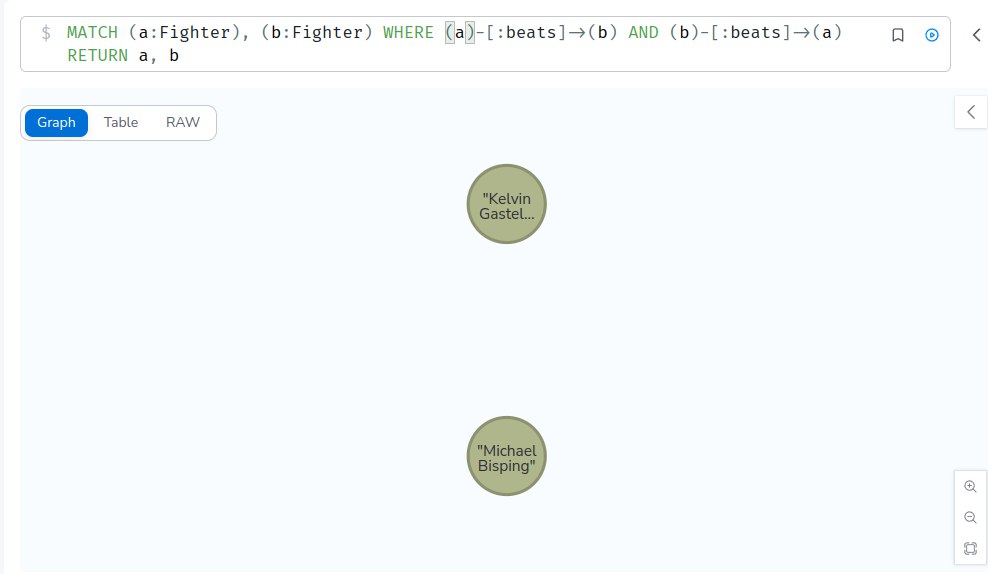 $ MATCH (a:Fighter), (b:Fighter) WHERE (a)-[:beats]->(b) AND (b)-[:beats]->(a)
RETURN a, b
Graph Table RAW
"Kelvin
Gastel...
"Michael
Bisping"